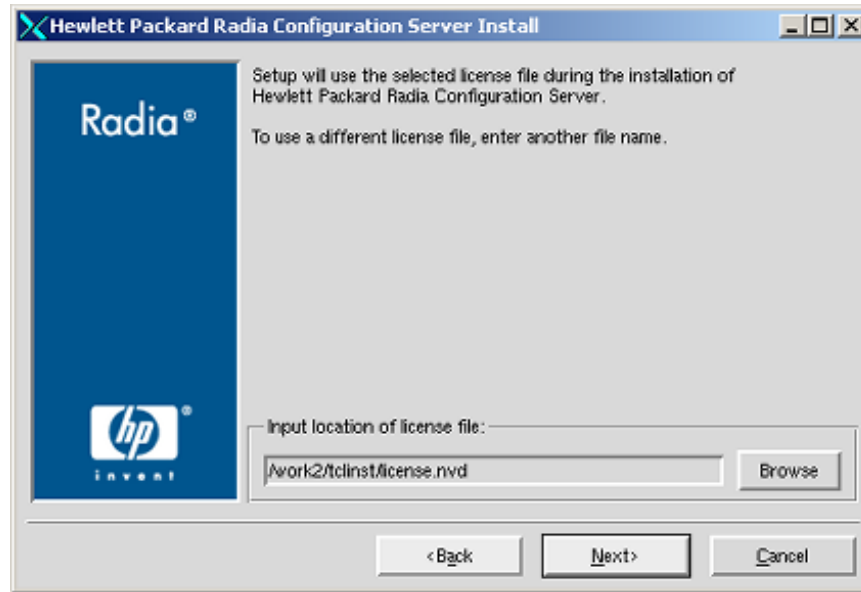 Hewlett Packard Radia Configuration Server Install
Radia®
Setup will use the selected license file during the installation of
Hewlett Packard Radia Configuration Server.
To use a different license file, enter another file name.
hp®
invent
Input location of license file:
/work2/tclinst/license.nvd
Browse
<Back
Next>
Cancel